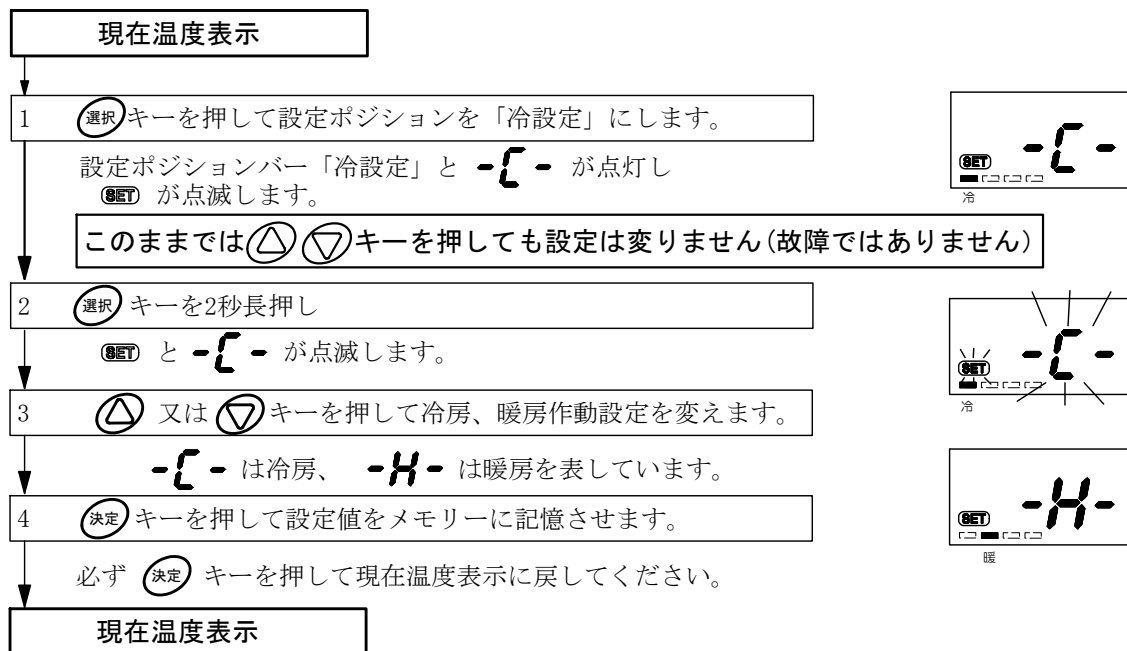 現在温度表示
1 選択キーを押して設定ポジションを「冷設定」にします。
設定ポジションバー「冷設定」と -C- が点灯し
SET が点滅します。
このままでは△▽キーを押しても設定は変りません(故障ではありません)
2 選択キーを2秒長押し
SET と -C- が点滅します。
3 △ 又は ▽キーを押して冷房、暖房作動設定を変えます。
-C- は冷房、 -H- は暖房を表しています。
4 決定キーを押して設定値をメモリーに記憶させます。
必ず 決定 キーを押して現在温度表示に戻してください。
現在温度表示
-C-
SET
冷
-C-
SET
冷
-H-
SET
暖